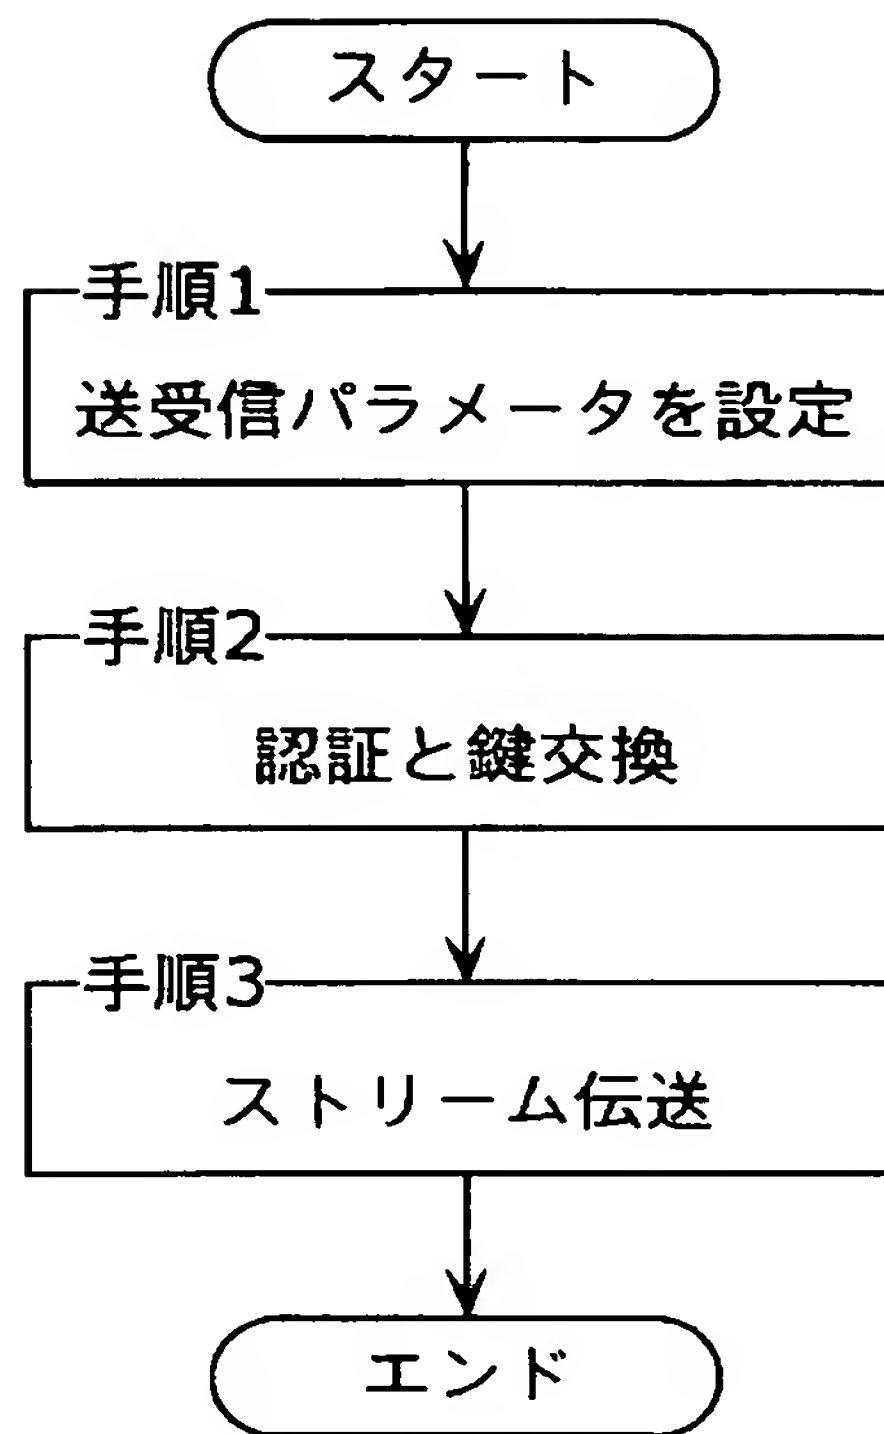 スタート
手順1
送受信パラメータを設定
手順2
認証と鍵交換
手順3
ストリーム伝送
エンド